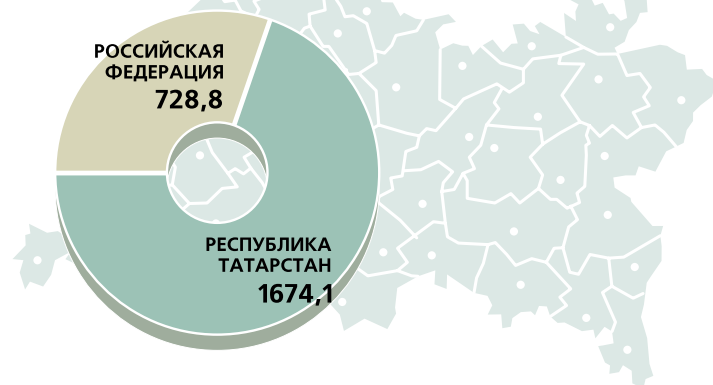 РОССИЙСКАЯ
ФЕДЕРАЦИЯ
728,8
РЕСПУБЛИКА
ТАТАРСТАН
1674,1